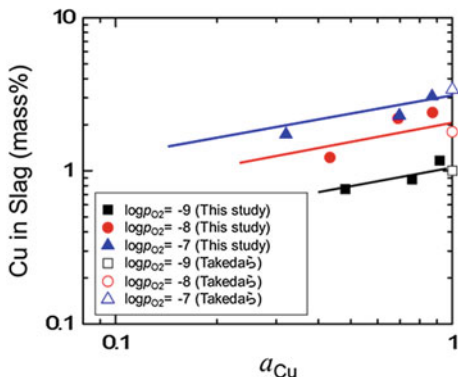 10
Cu in Slag (mass%)
1
0.1
logpO2= -9 (This study)
logpO2= -8 (This study)
logpO2= -7 (This study)
logpO2= -9 (Takedaら)
logpO2= -8 (Takedaら)
logpO2= -7 (Takedaら)
0.1
1
aCu